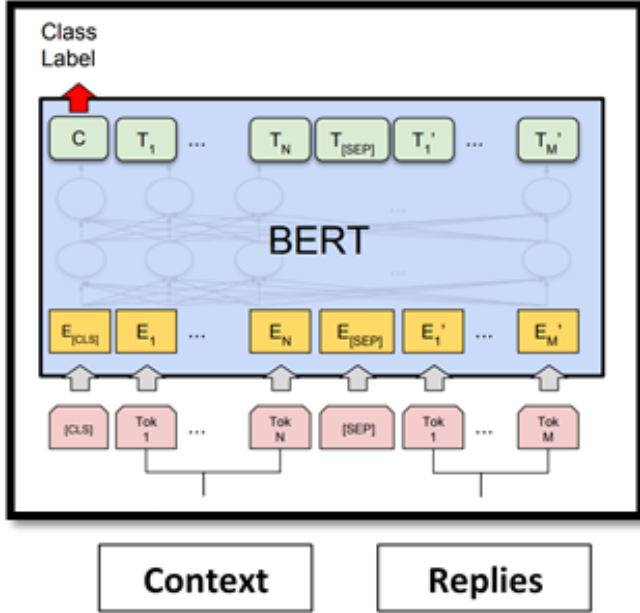 Class
Label
C T1 ... TN T[SEP] T1' ... TM'
...
BERT
...
E[CLS] E1 ... EN E[SEP] E1' ... EM'
[CLS] Tok 1 ... Tok N [SEP] Tok 1 ... Tok M
Context Replies